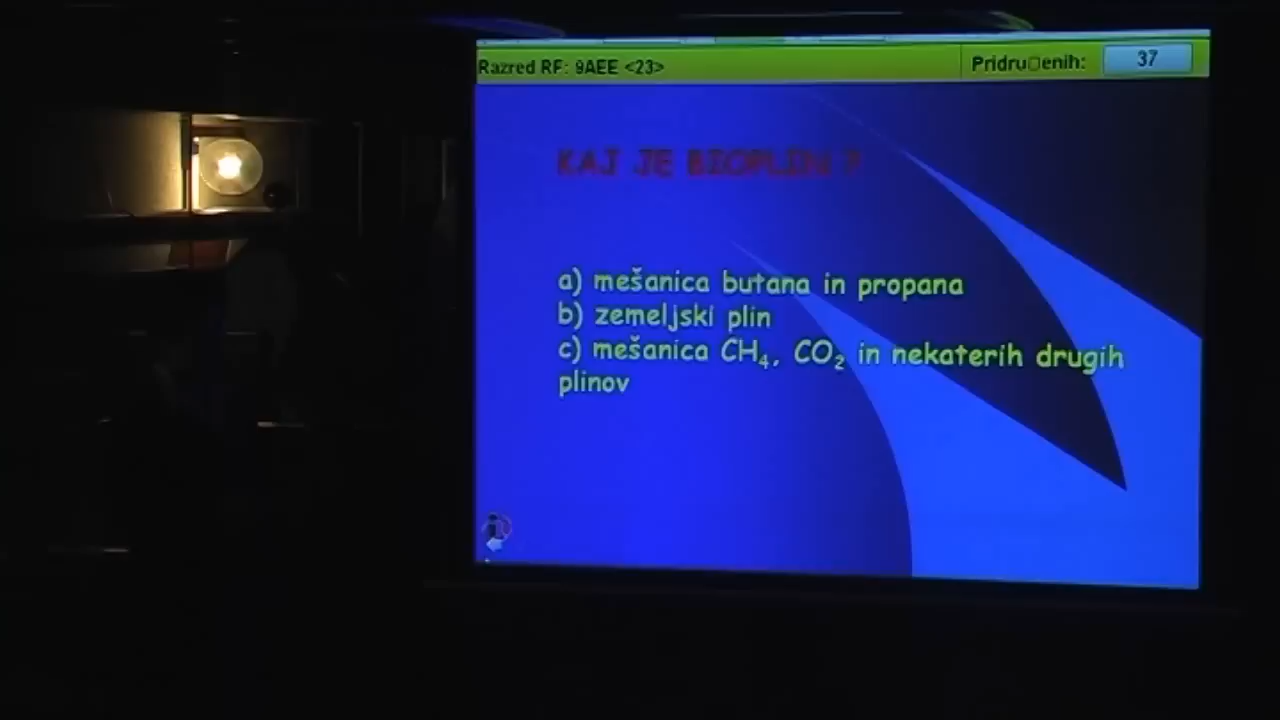 Razred RF: 9AEE <23>
Pridru□enih: 37
KAJ JE BIOPLIN ?
a) mešanica butana in propana
b) zemeljski plin
c) mešanica CH₄, CO₂ in nekaterih drugih
plinov